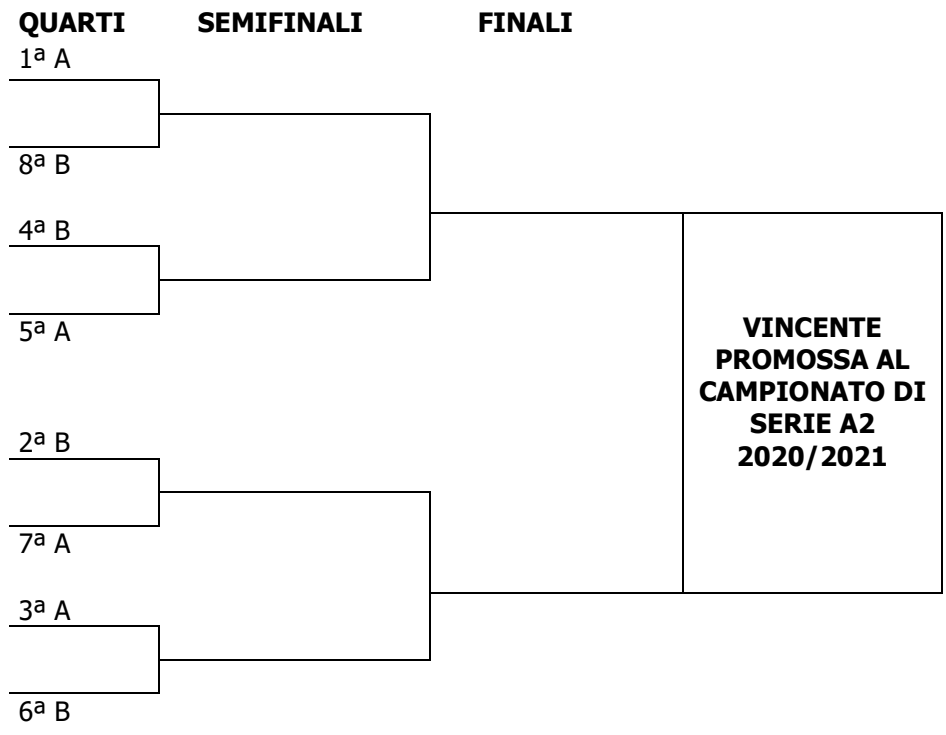 QUARTI SEMIFINALI FINALI
1ª A
8ª B
4ª B
5ª A
VINCENTE
PROMOSSA AL
CAMPIONATO DI
SERIE A2
2020/2021
2ª B
7ª A
3ª A
6ª B